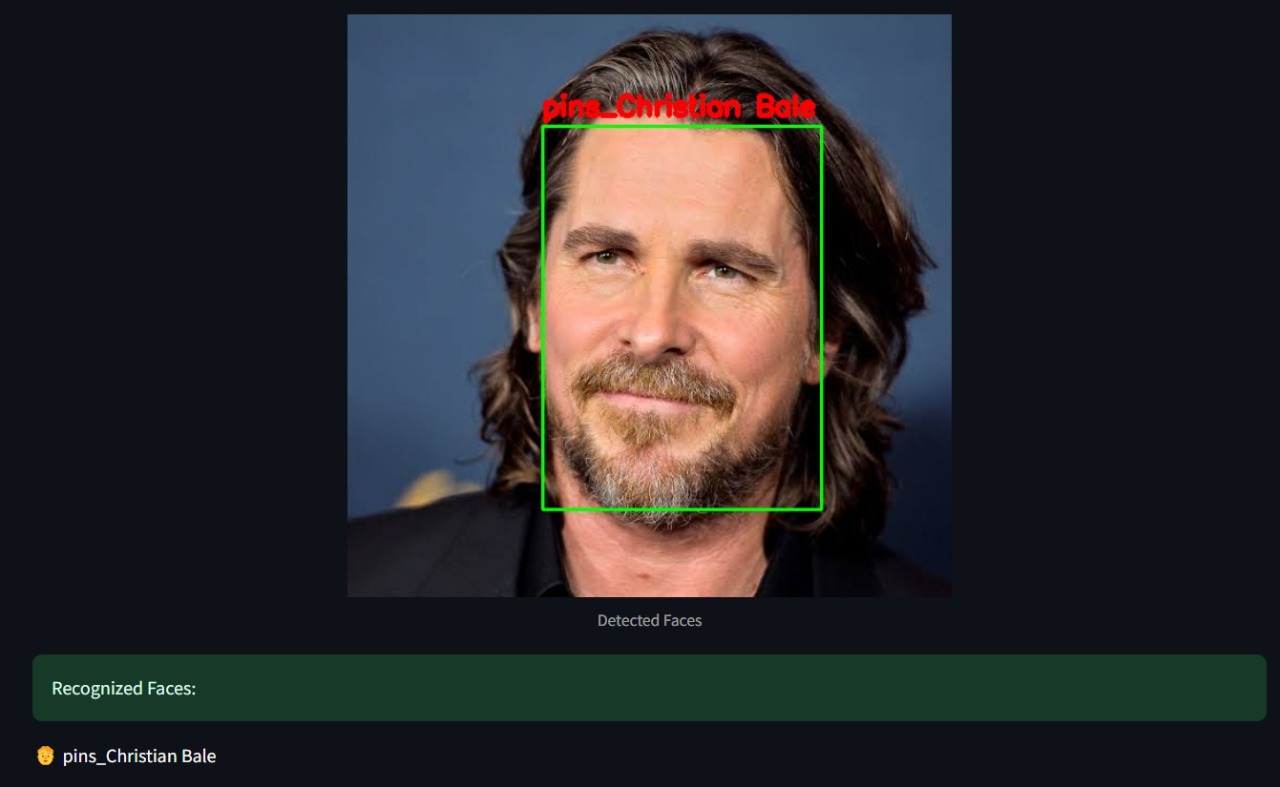 pins_Christian Bale
Detected Faces
Recognized Faces:
pins_Christian Bale